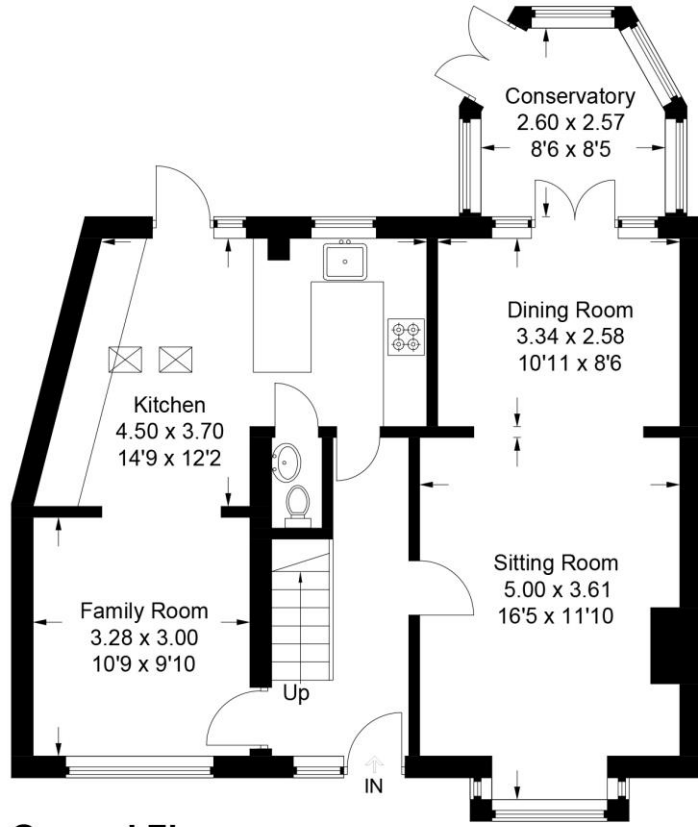 Conservatory
2.60 x 2.57
8'6 x 8'5
Dining Room
3.34 x 2.58
10'11 x 8'6
Kitchen
4.50 x 3.70
14'9 x 12'2
Sitting Room
5.00 x 3.61
16'5 x 11'10
Family Room
3.28 x 3.00
10'9 x 9'10
Up
IN